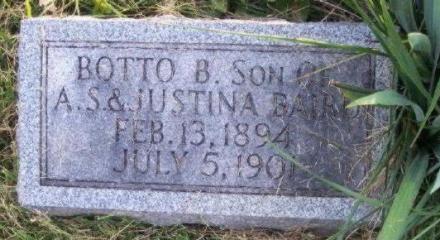 BOTTO B. SON OF
A.S & JUSTINA BAIRD
FEB. 13, 1894
JULY 5, 1901